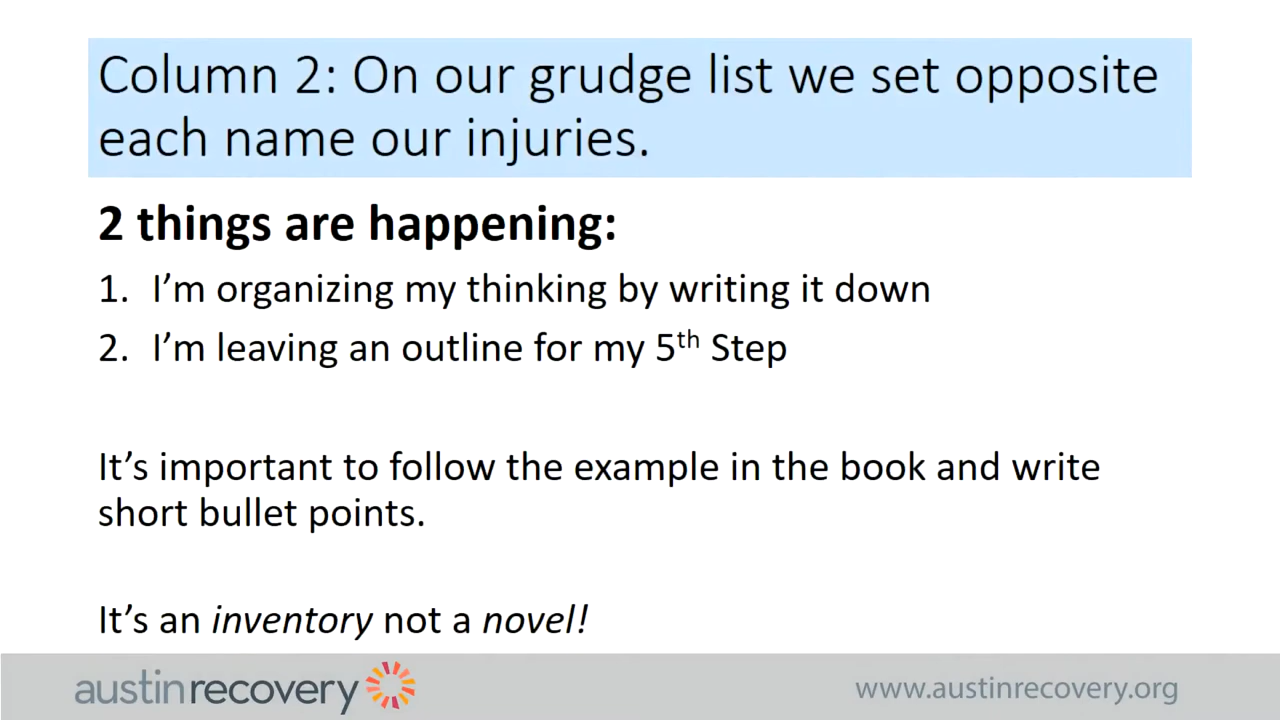 Column 2: On our grudge list we set opposite
each name our injuries.
2 things are happening:
1. I’m organizing my thinking by writing it down
2. I’m leaving an outline for my 5th Step
It’s important to follow the example in the book and write
short bullet points.
It’s an inventory not a novel!
austinrecovery
www.austinrecovery.org